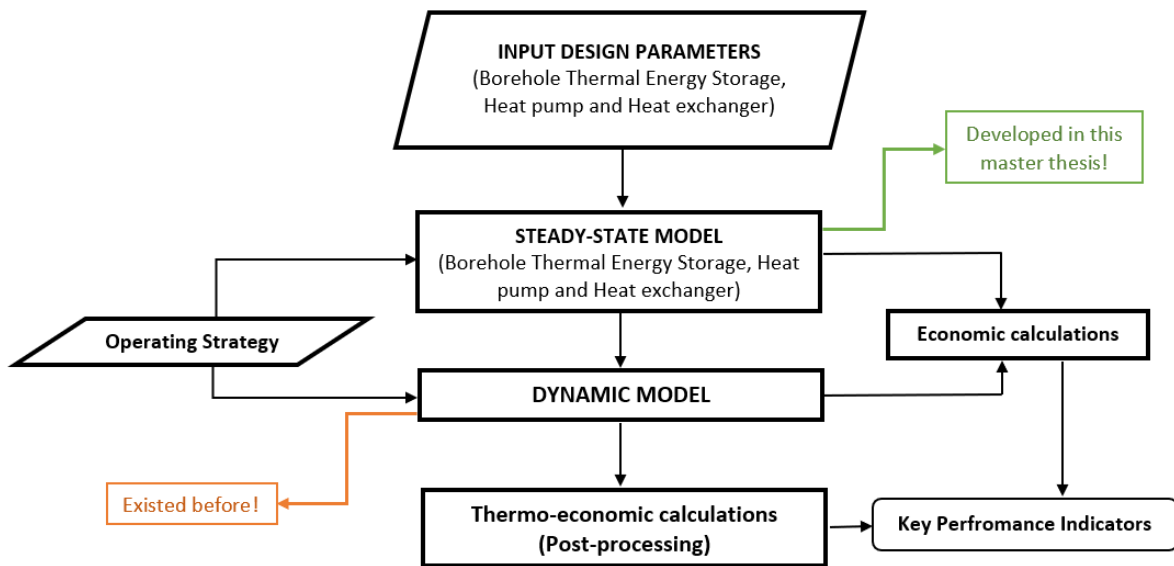 INPUT DESIGN PARAMETERS
(Borehole Thermal Energy Storage,
Heat pump and Heat exchanger)
Developed in this
master thesis!
STEADY-STATE MODEL
(Borehole Thermal Energy Storage, Heat
pump and Heat exchanger)
Operating Strategy
Economic calculations
DYNAMIC MODEL
Existed before!
Thermo-economic calculations
(Post-processing)
Key Perfromance Indicators